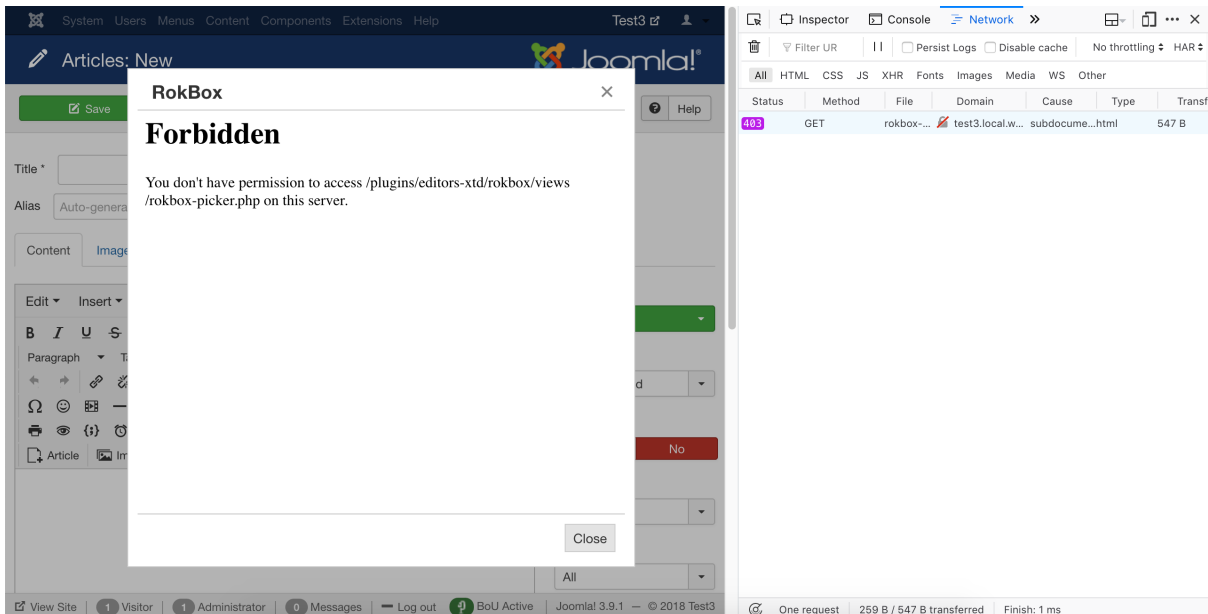 System Users Menus Content Components Extensions Help Test3
Articles: New
Joomla!®
Save
Help
Title *
Alias
Auto-genera
Content
Image
Edit Insert
B I U S
Paragraph
Article
RokBox ×
Forbidden
You don't have permission to access /plugins/editors-xtd/rokbox/views
/rokbox-picker.php on this server.
Close
d
No
All
View Site 1 Visitor 1 Administrator 0 Messages Log out BoU Active Joomla! 3.9.1 — © 2018 Test3
Inspector Console Network
Filter UR Persist Logs Disable cache No throttling HAR
All HTML CSS JS XHR Fonts Images Media WS Other
Status Method File Domain Cause Type Transf
403 GET rokbox-... test3.local.w... subdocume... html 547 B
One request 259 B / 547 B transferred Finish: 1 ms